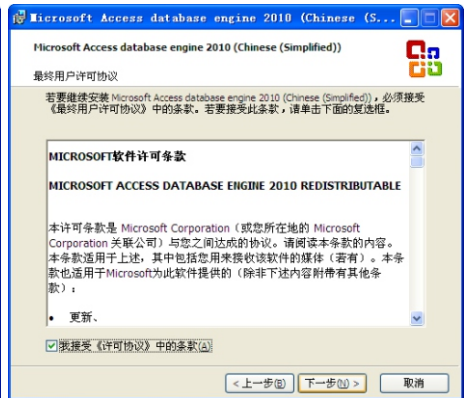 Microsoft Access database engine 2010 (Chinese (S...
Microsoft Access database engine 2010 (Chinese (Simplified))
最终用户许可协议
若要继续安装 Microsoft Access database engine 2010 (Chinese (Simplified))，必须接受
《最终用户许可协议》中的条款。若要接受此条款，请单击下面的复选框。
MICROSOFT软件许可条款
MICROSOFT ACCESS DATABASE ENGINE 2010 REDISTRIBUTABLE
本许可条款是 Microsoft Corporation（或您所在地的 Microsoft
Corporation 关联公司）与您之间达成的协议。请阅读本条款的内容。
本条款适用于上述，其中包括您用来接收该软件的媒体（若有）。本条
款也适用于Microsoft为此软件提供的（除非下述内容附带有其他条
款）：
• 更新、
我接受《许可协议》中的条款(A)
<上一步(B) 下一步(N)> 取消